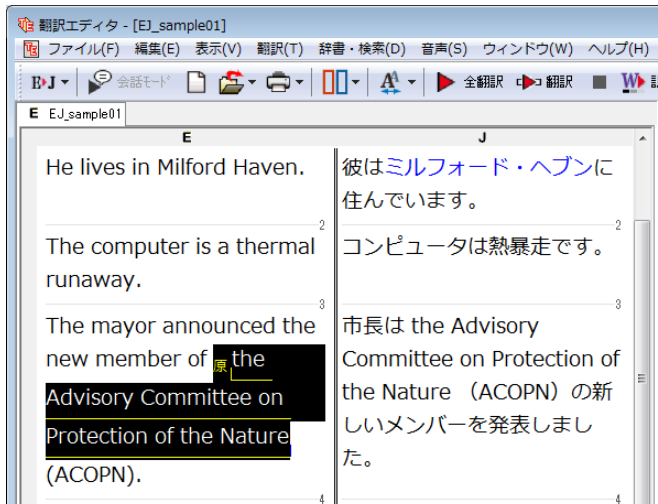 翻訳エディタ - [EJ_sample01]
ファイル(F) 編集(E) 表示(V) 翻訳(T) 辞書・検索(D) 音声(S) ウィンドウ(W) ヘルプ(H)
E▸J 会話モード 全翻訳 翻訳 W
E EJ_sample01
E J
He lives in Milford Haven.
2
The computer is a thermal
runaway.
3
The mayor announced the
new member of 原 the
Advisory Committee on
Protection of the Nature
(ACOPN).
4
彼はミルフォード・ヘブンに
住んでいます。
2
コンピュータは熱暴走です。
3
市長は the Advisory
Committee on Protection of
the Nature （ACOPN）の新
しいメンバーを発表しまし
た。
4